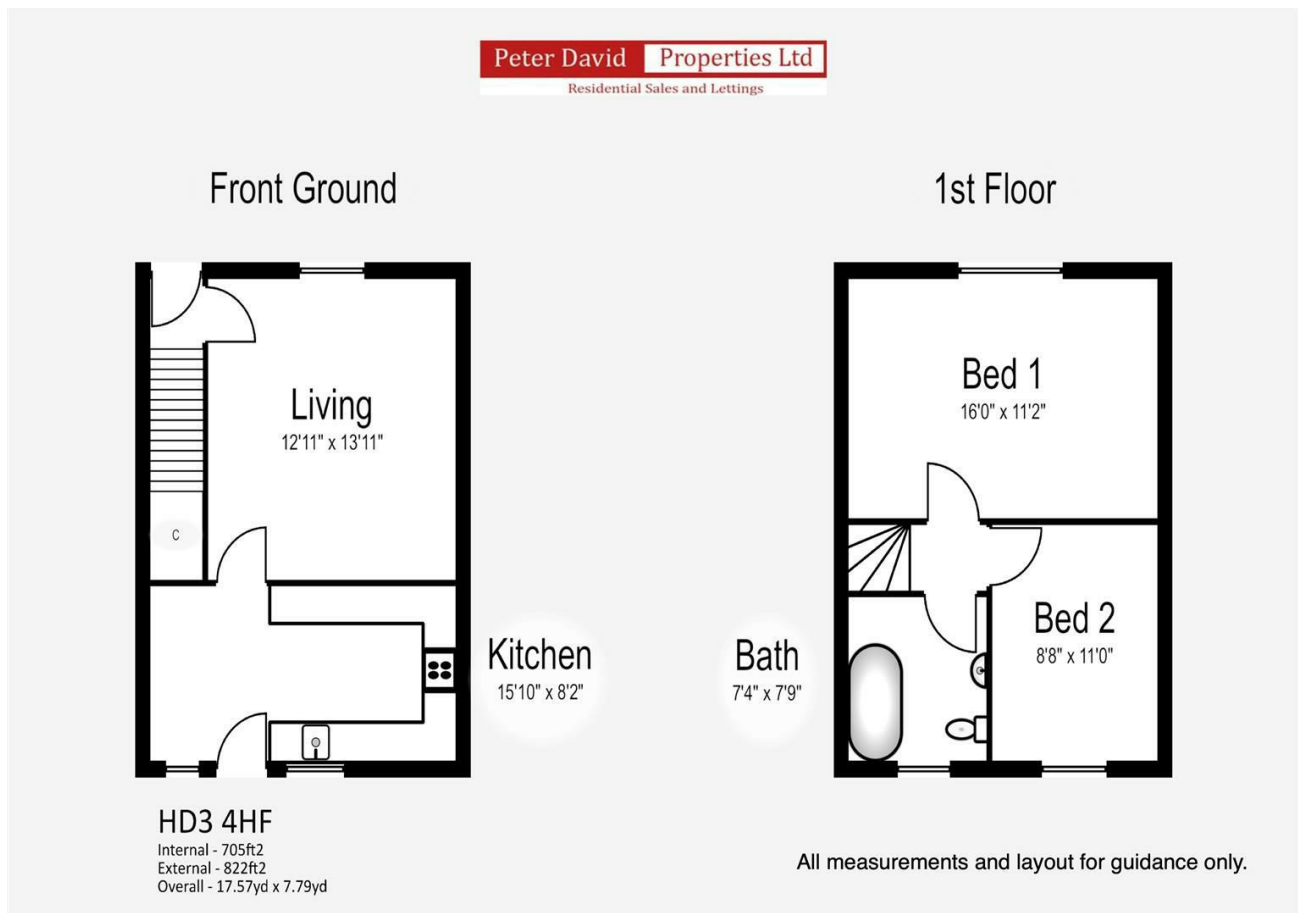 Peter David Properties Ltd
Residential Sales and Lettings
Front Ground
1st Floor
Living
12'11" x 13'11"
C
Kitchen
15'10" x 8'2"
Bed 1
16'0" x 11'2"
Bath
7'4" x 7'9"
Bed 2
8'8" x 11'0"
HD3 4HF
Internal - 705ft2
External - 822ft2
Overall - 17.57yd x 7.79yd
All measurements and layout for guidance only.